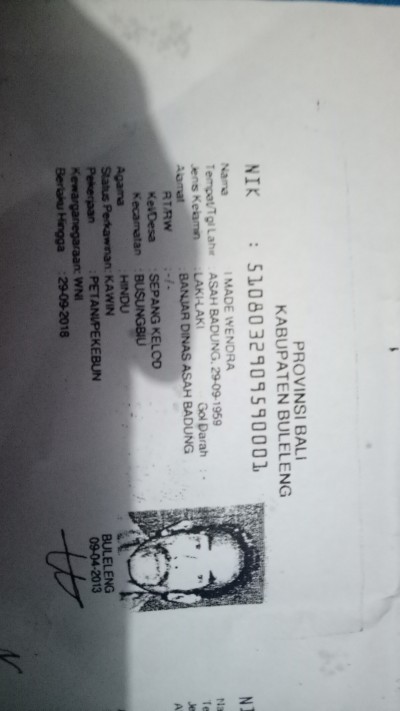 PROVINSI BALI
KABUPATEN BULELENG
NIK : 5108032909590001
Nama : I MADE WENDRA
Tempat/Tgl Lahir : ASAH BADUNG, 29-09-1959
Jenis Kelamin : LAKI-LAKI Gol Darah : -
Alamat : BANJAR DINAS ASAH BADUNG
RT/RW : -/-
Kel/Desa : SEPANG KELOD
Kecamatan : BUSUNGBIU
Agama : HINDU
Status Perkawinan: KAWIN
Pekerjaan : PETANI/PEKEBUN
Kewarganegaraan: WNI
Berlaku Hingga : 29-09-2018
BULELENG
09-04-2013
NI